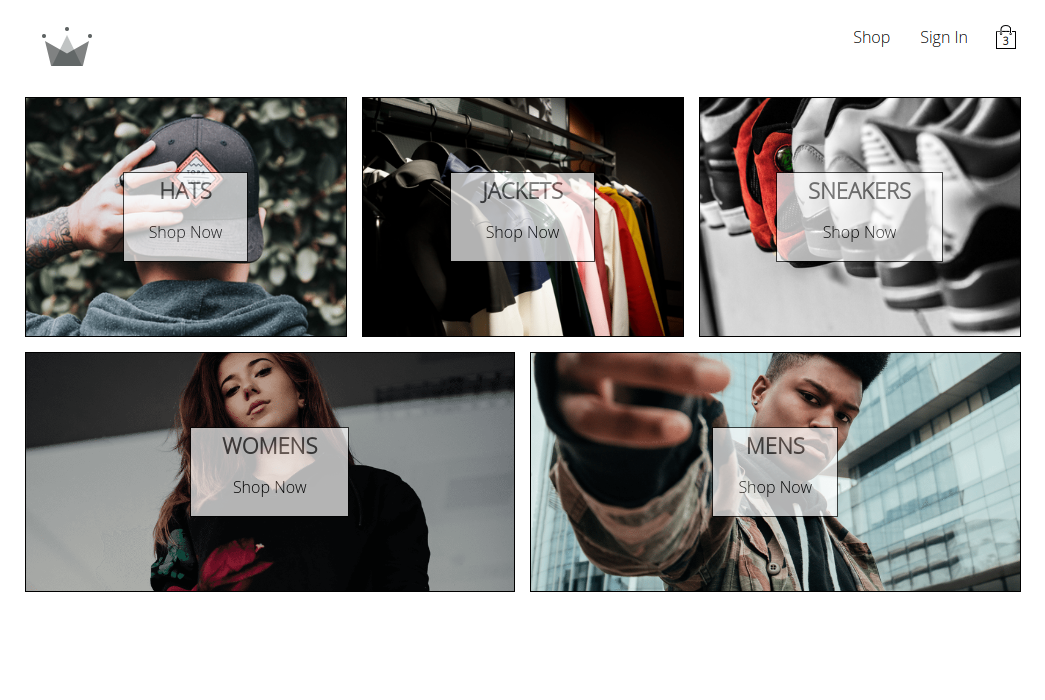 Shop
Sign In
3
HATS
Shop Now
JACKETS
Shop Now
SNEAKERS
Shop Now
WOMENS
Shop Now
MENS
Shop Now